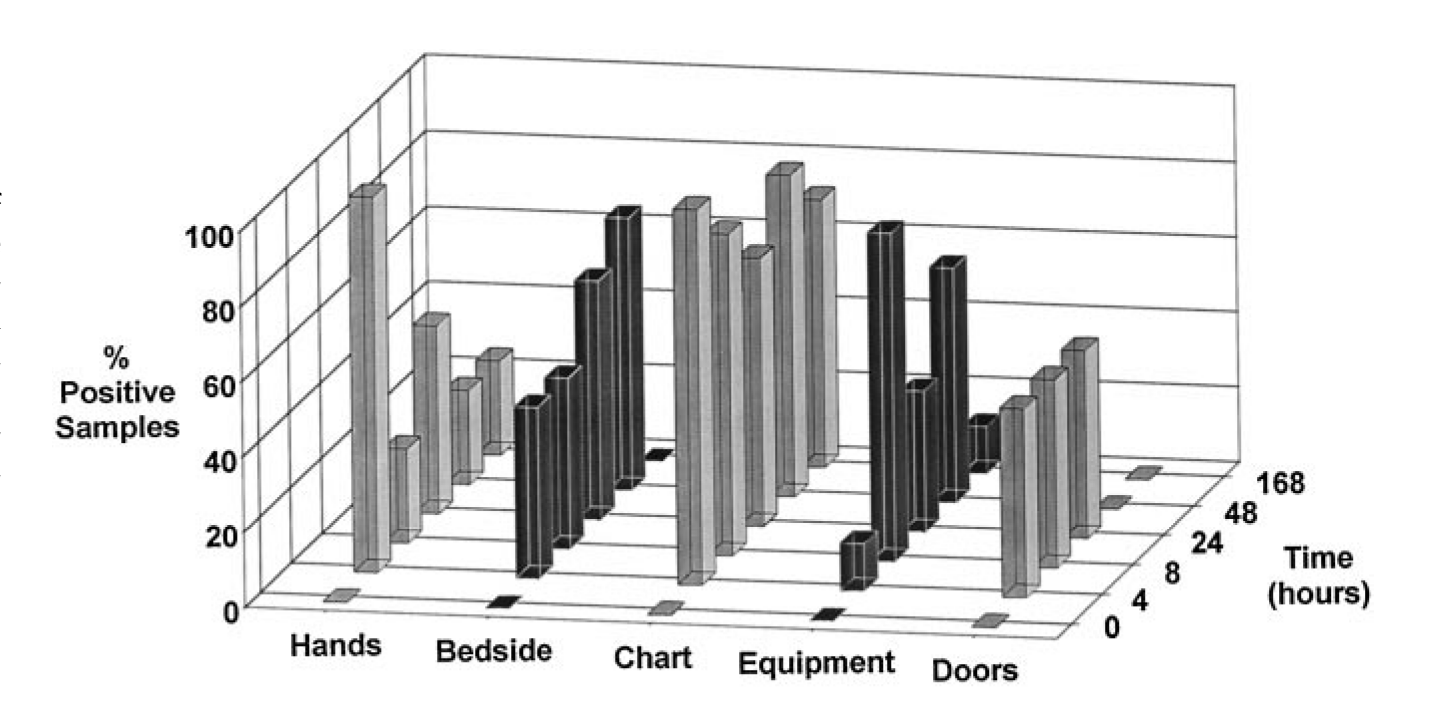 100
80
60
40
20
0
%
Positive
Samples
Hands
Bedside
Chart
Equipment
Doors
0
4
8
24
48
168
Time
(hours)